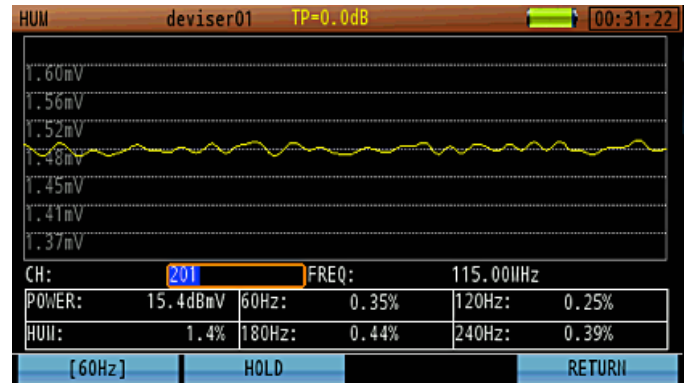 HUM deviser01 TP=0.0dB 00:31:22
1.60mV
1.56mV
1.52mV
1.48mV
1.45mV
1.41mV
1.37mV
CH: 201 FREQ: 115.00MHz
POWER: 15.4dBmV 60Hz: 0.35% 120Hz: 0.25%
HUM: 1.4% 180Hz: 0.44% 240Hz: 0.39%
[60Hz] HOLD RETURN